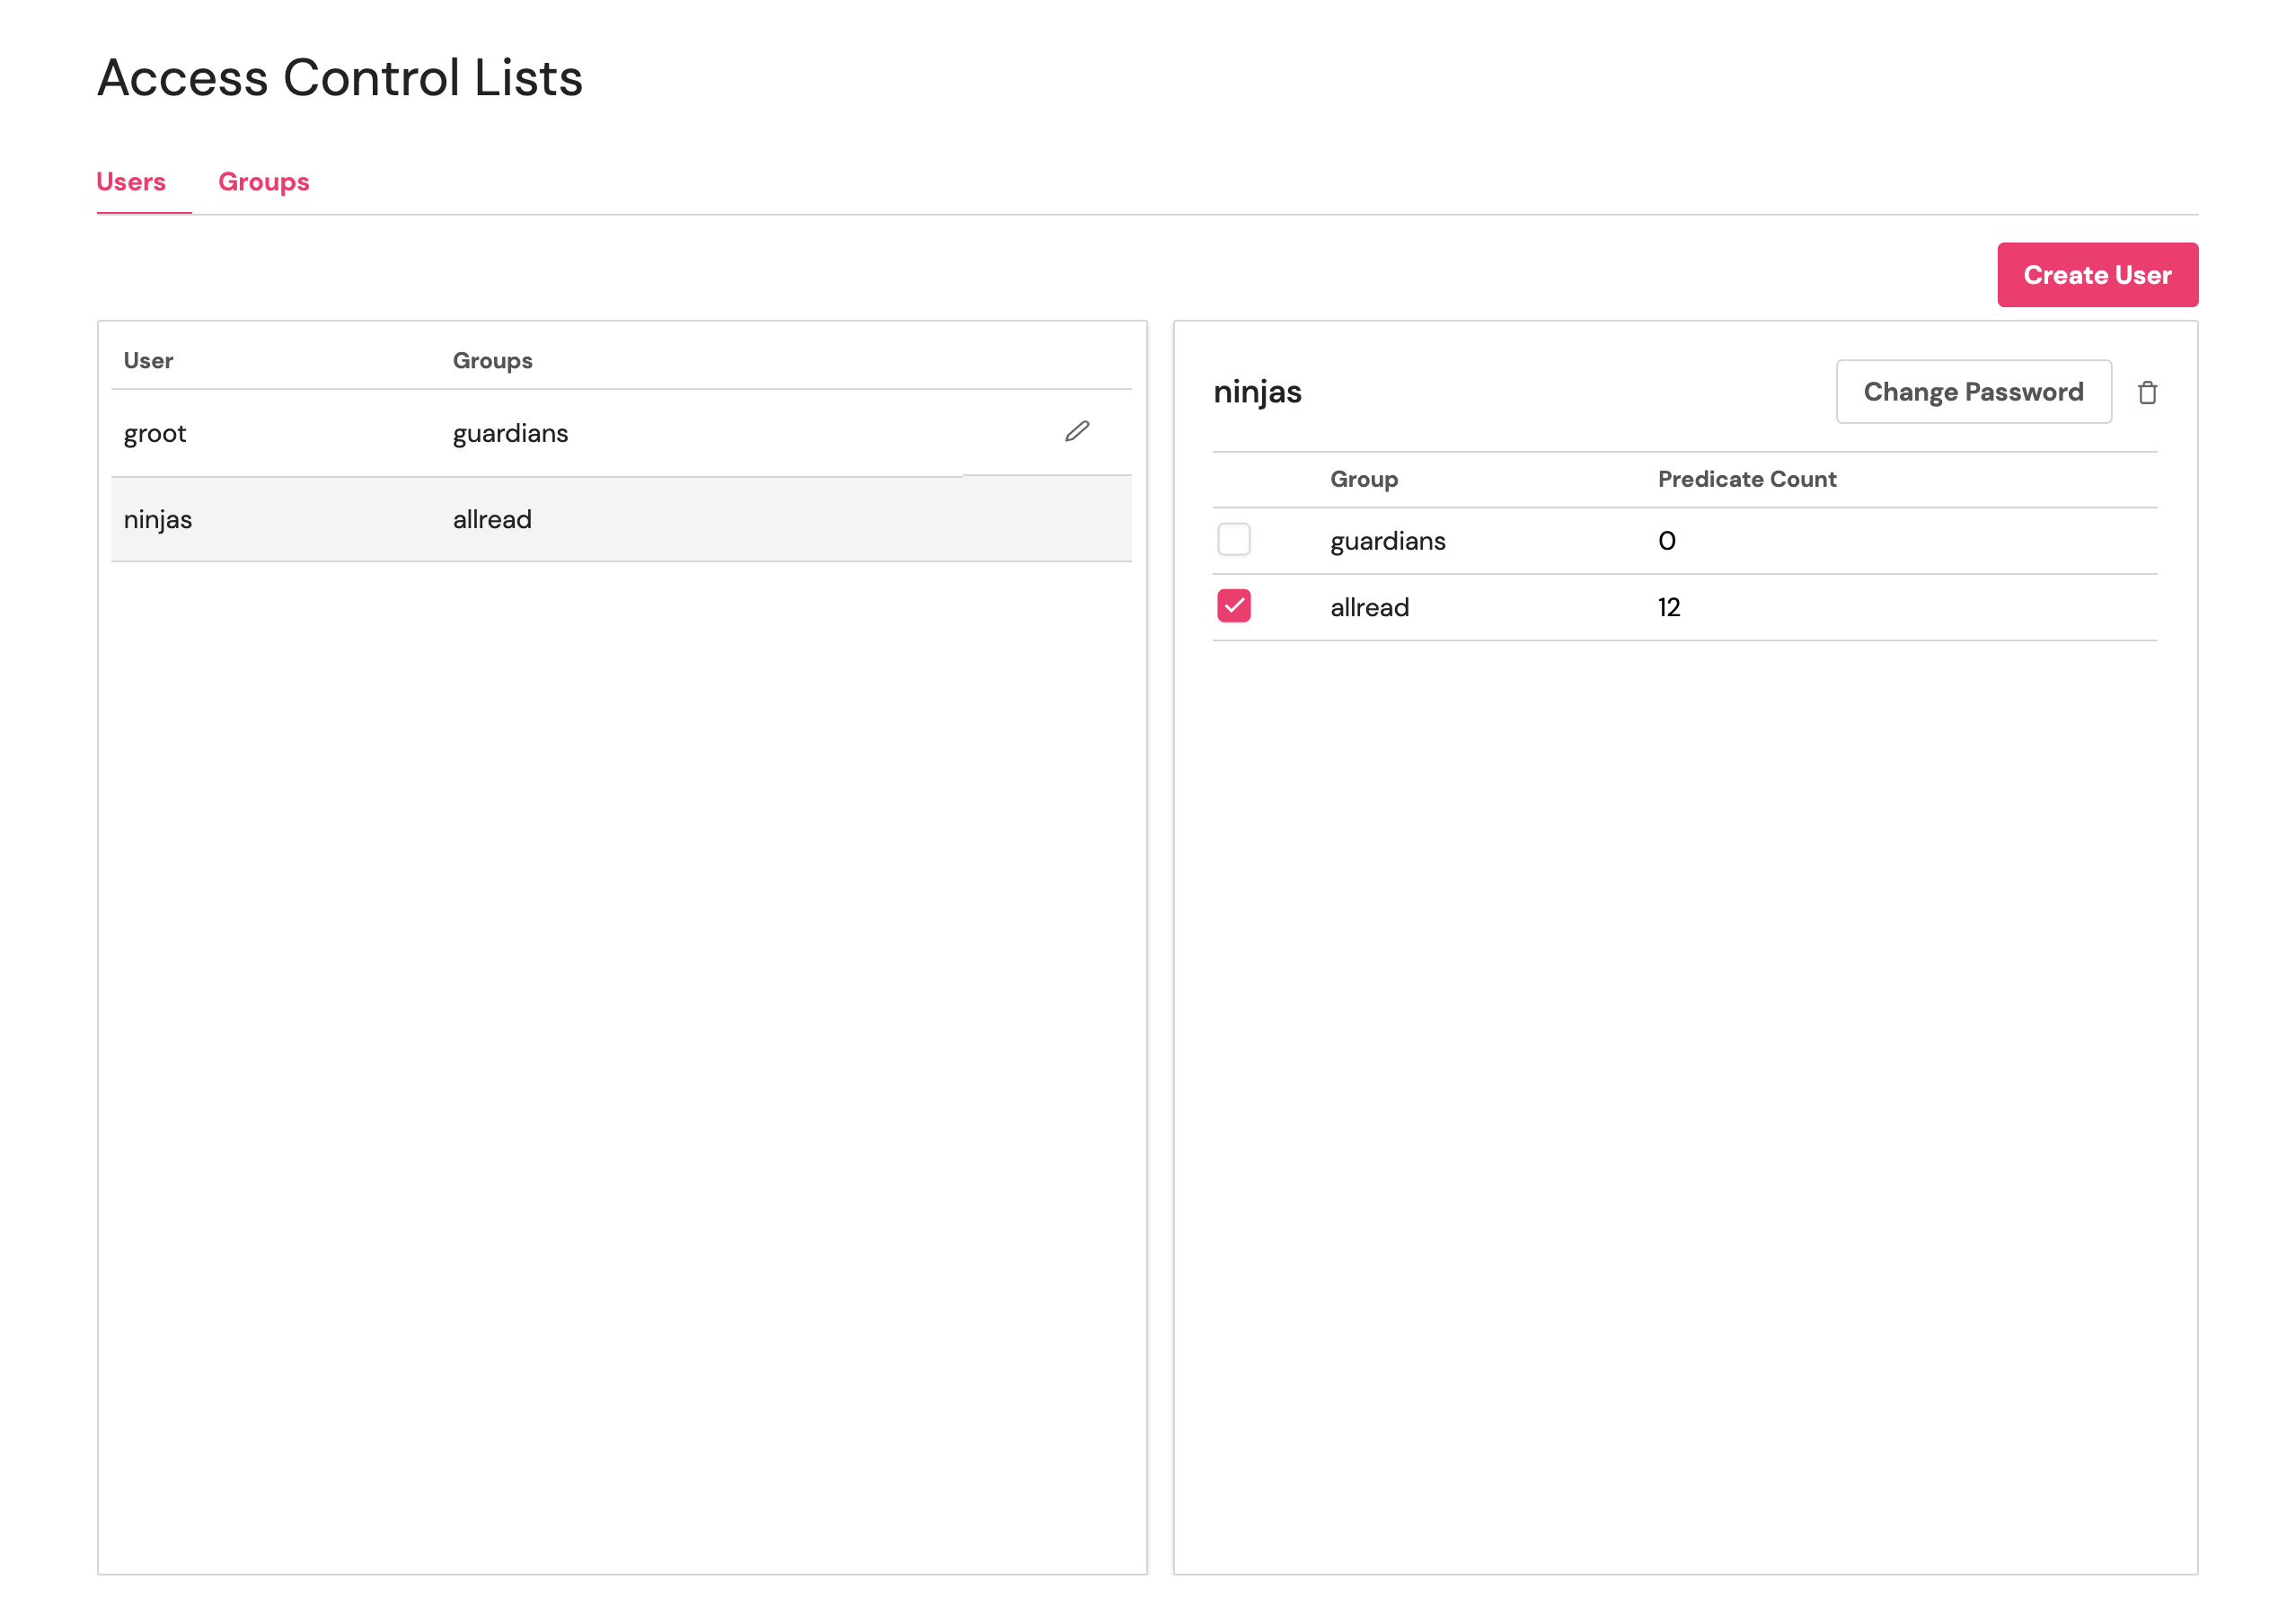 Access Control Lists
Users Groups
Create User
User Groups
groot guardians
ninjas allread
ninjas Change Password
Group Predicate Count
guardians 0
allread 12